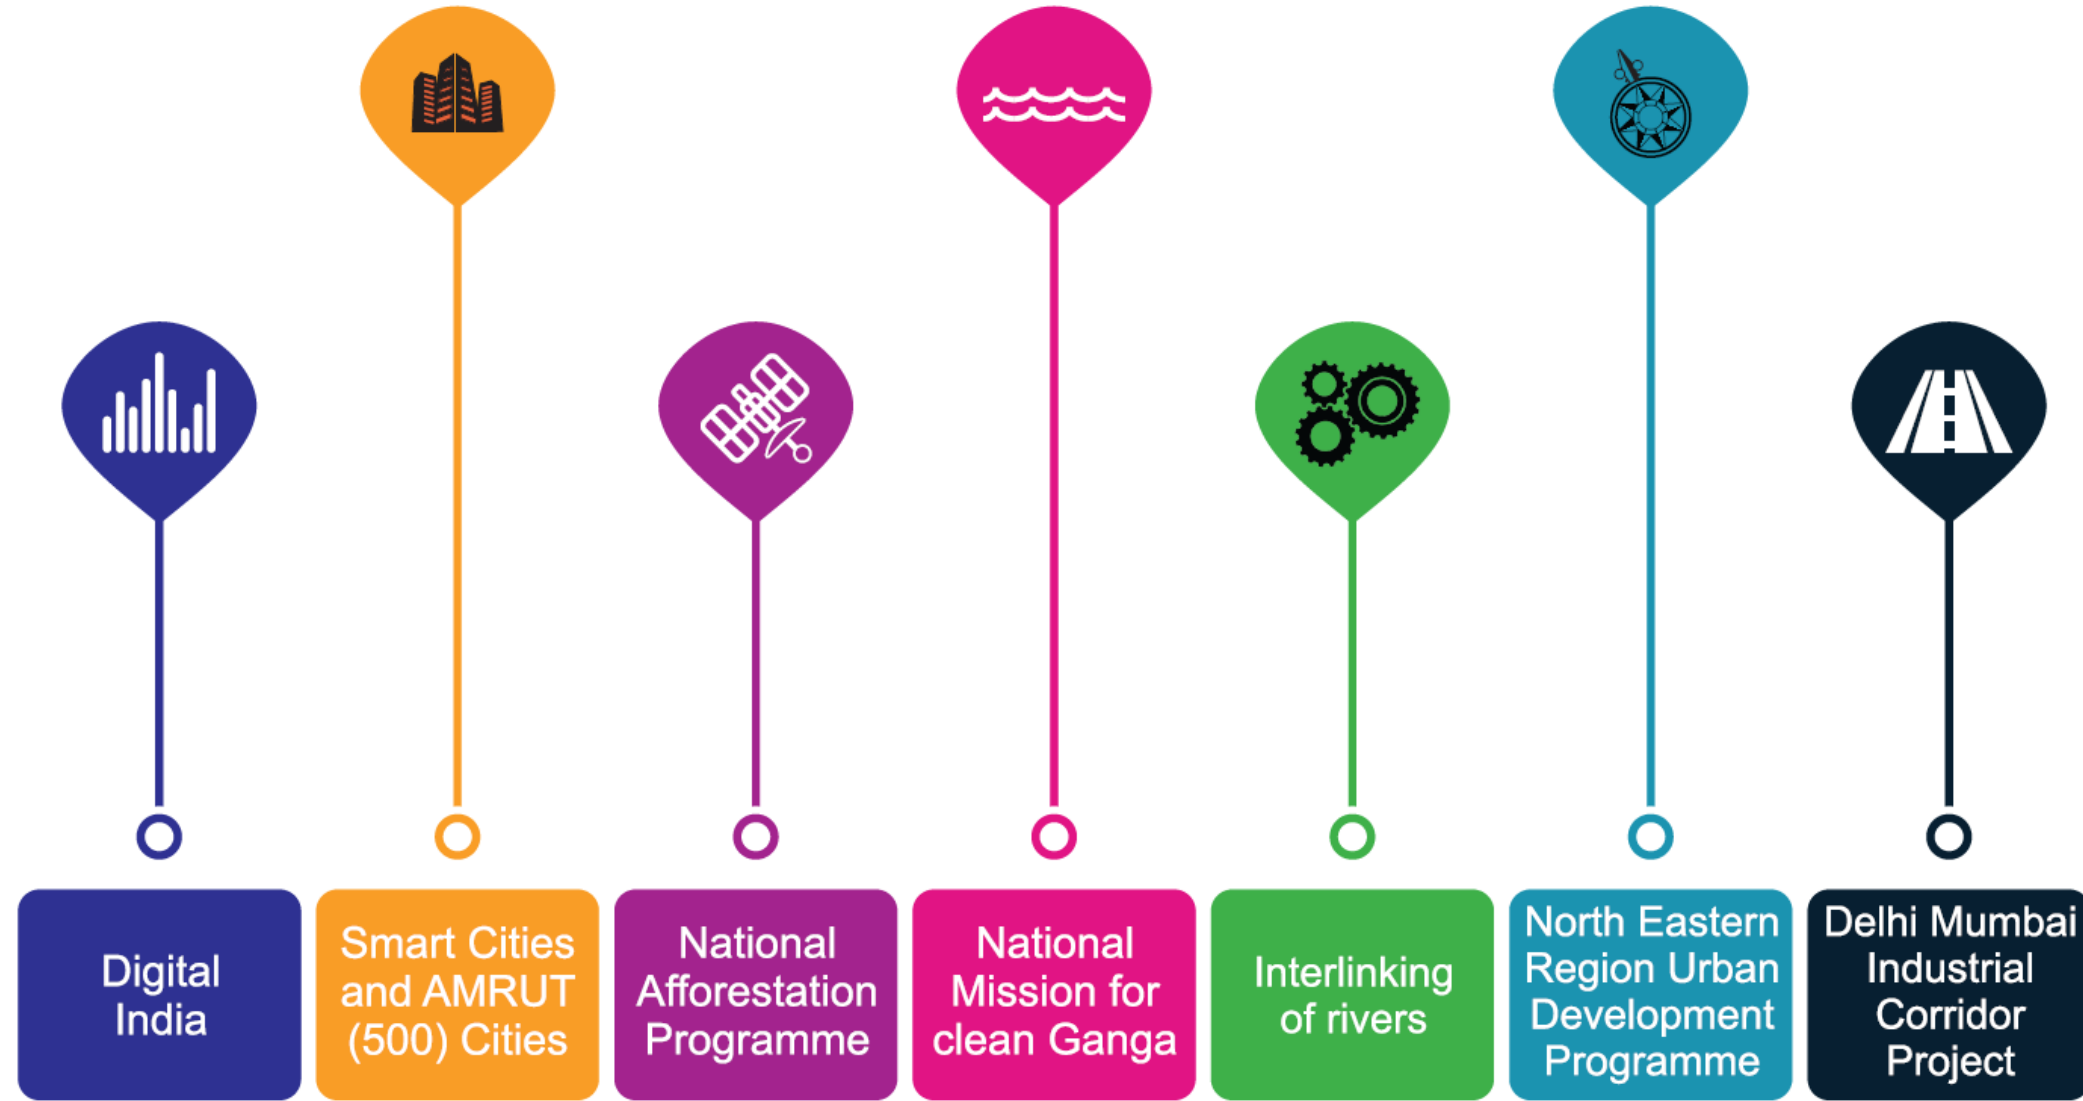 Digital
India
Smart Cities
and AMRUT
(500) Cities
National
Afforestation
Programme
National
Mission for
clean Ganga
Interlinking
of rivers
North Eastern
Region Urban
Development
Programme
Delhi Mumbai
Industrial
Corridor
Project